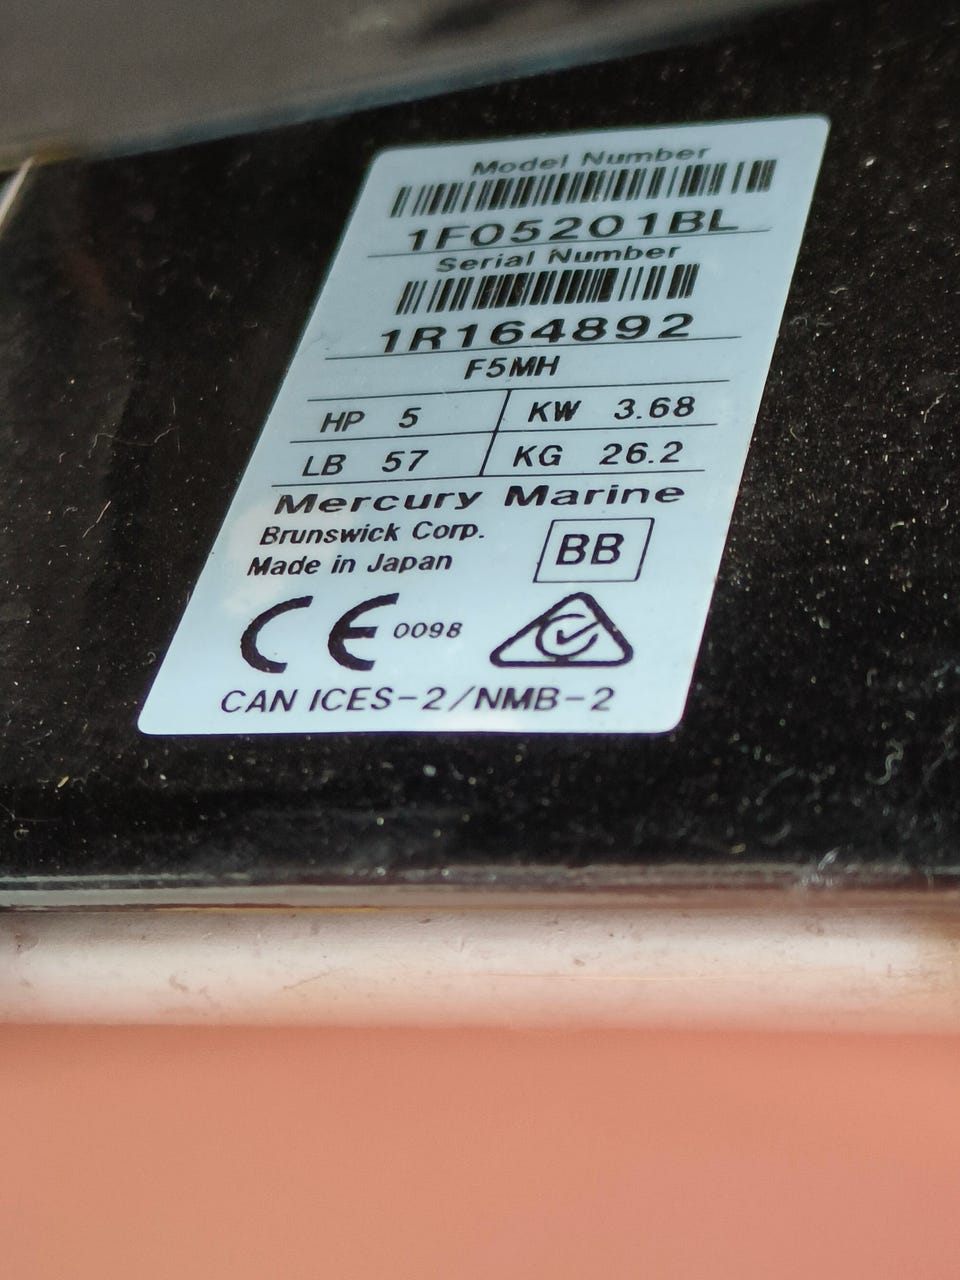 Model Number
1F05201BL
Serial Number
1R164892
F5MH
HP 5 KW 3.68
LB 57 KG 26.2
Mercury Marine
Brunswick Corp.
Made in Japan
BB
CE 0098
CAN ICES-2/NMB-2